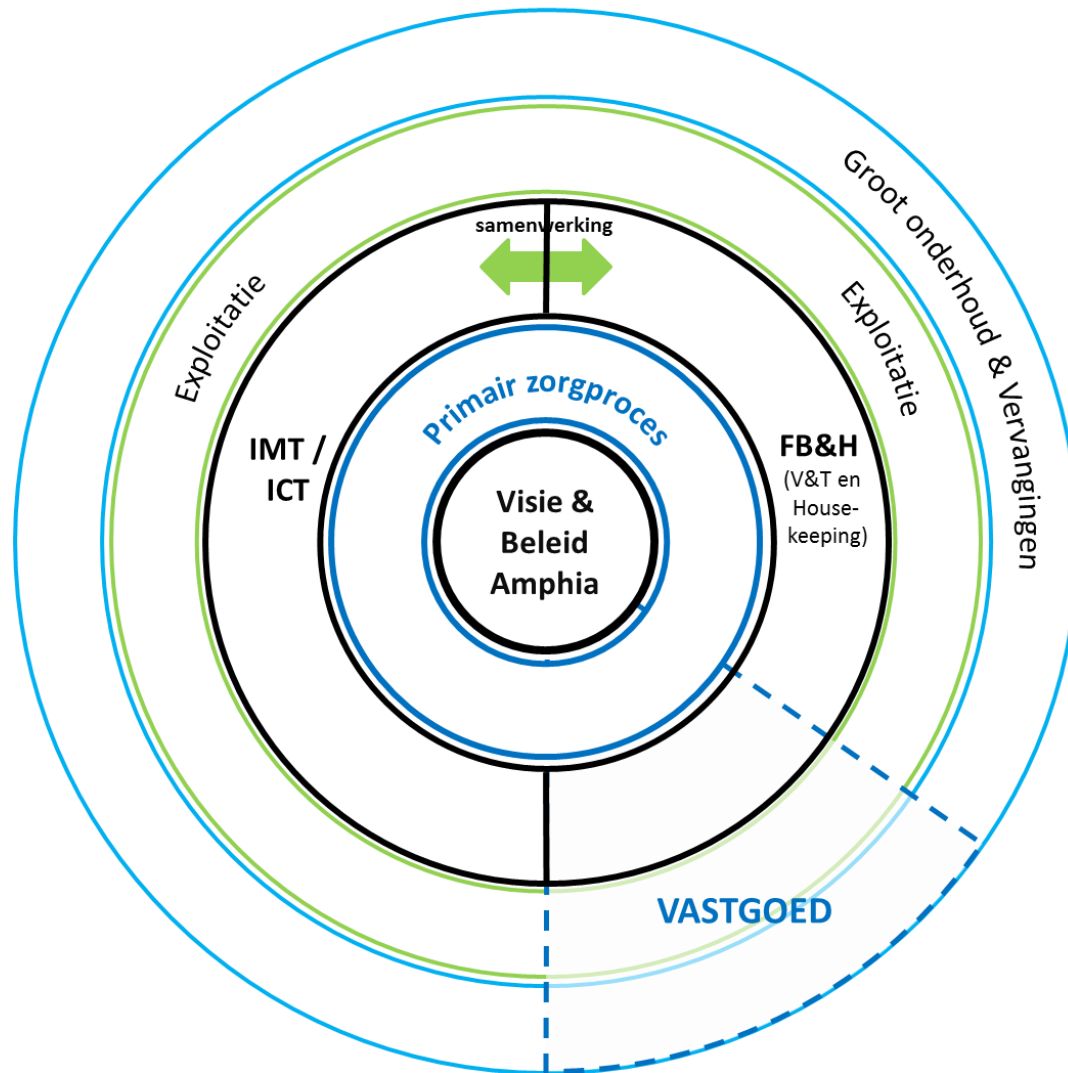 samenwerking
Groot onderhoud & Vervangingen
Exploitatie
Exploitatie
Primair zorgproces
IMT /
ICT
FB&H
(V&T en
House-
keeping)
Visie &
Beleid
Amphia
VASTGOED